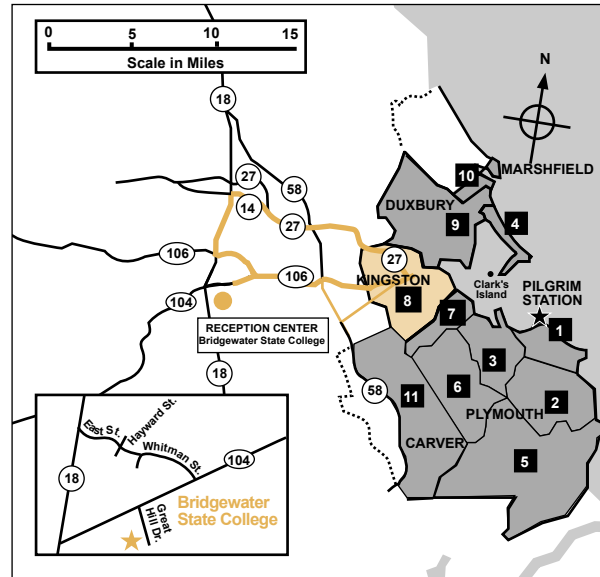 0 5 10 15
Scale in Miles
N
18
27
58
14
27
10
MARSHFIELD
DUXBURY
9
4
106
27
106
KINGSTON
8
Clark's
Island
PILGRIM
STATION
104
7
1
RECEPTION CENTER
Bridgewater State College
3
18
58
11
6
2
PLYMOUTH
CARVER
5
East St.
Hayward St.
Whitman St.
104
18
Great
Hill Dr.
Bridgewater
State College